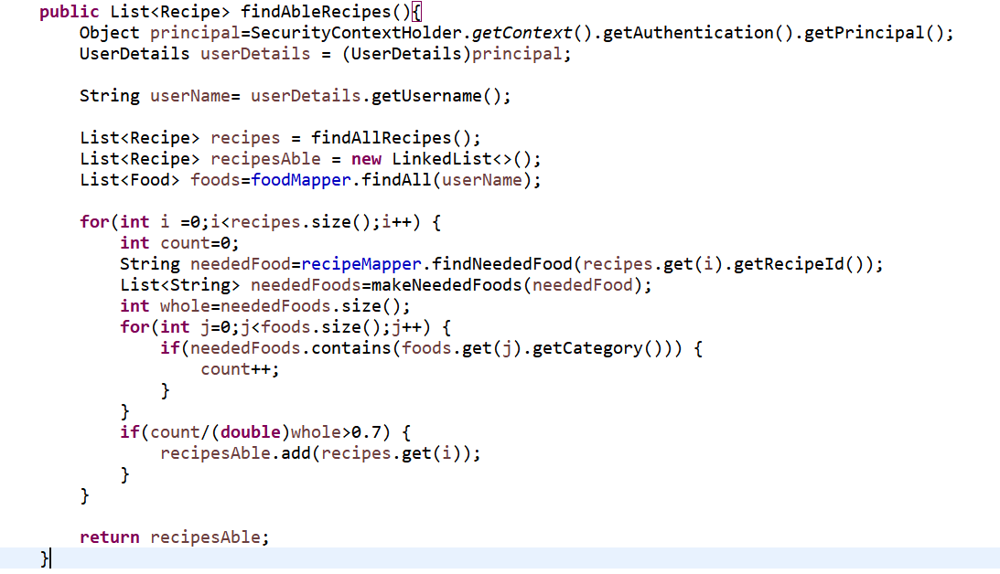 public List<Recipe> findAbleRecipes(){
    Object principal=SecurityContextHolder.getContext().getAuthentication().getPrincipal();
    UserDetails userDetails = (UserDetails)principal;

    String userName= userDetails.getUsername();

    List<Recipe> recipes = findAllRecipes();
    List<Recipe> recipesAble = new LinkedList<>();
    List<Food> foods=foodMapper.findAll(userName);

    for(int i =0;i<recipes.size();i++) {
        int count=0;
        String neededFood=recipeMapper.findNeededFood(recipes.get(i).getRecipeId());
        List<String> neededFoods=makeNeededFoods(neededFood);
        int whole=neededFoods.size();
        for(int j=0;j<foods.size();j++) {
            if(neededFoods.contains(foods.get(j).getCategory())) {
                count++;
            }
        }
        if(count/(double)whole>0.7) {
            recipesAble.add(recipes.get(i));
        }
    }

    return recipesAble;
}